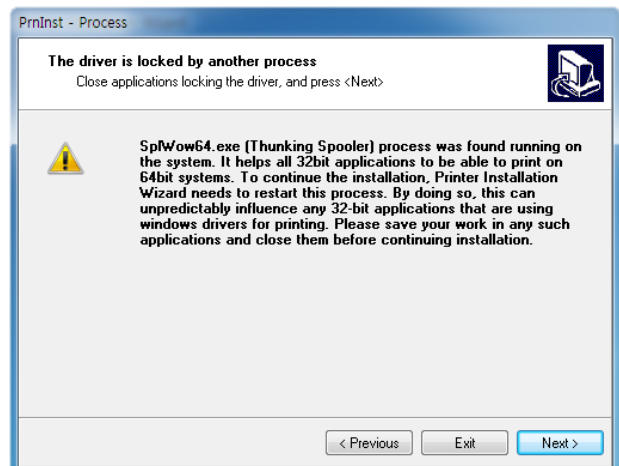 PrnInst - Process
The driver is locked by another process
Close applications locking the driver, and press <Next>
SplWow64.exe (Thunking Spooler) process was found running on
the system. It helps all 32bit applications to be able to print on
64bit systems. To continue the installation, Printer Installation
Wizard needs to restart this process. By doing so, this can
unpredictably influence any 32-bit applications that are using
windows drivers for printing. Please save your work in any such
applications and close them before continuing installation.
< Previous
Exit
Next >